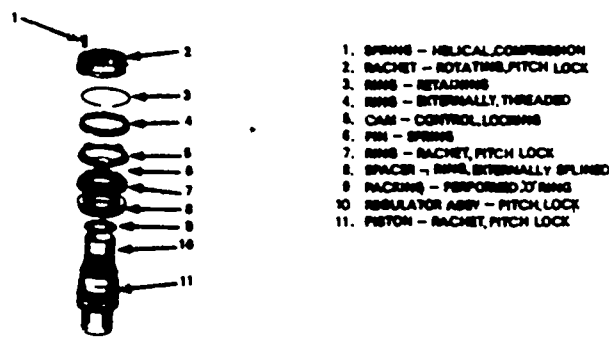 1
2
3
4
5
6
7
8
9
10
11
1. SPRING – HELICAL, COMPRESSION
2. RACHET – ROTATING, PITCH LOCK
3. RING – RETAINING
4. RING – EXTERNALLY, THREADED
5. CAM – CONTROL, LOCKING
6. PIN – SPRING
7. RING – RACHET, PITCH LOCK
8. SPACER – RING, EXTERNALLY SPLINED
9 PACKING – PERFORMED 'O' RING
10 REGULATOR ASSY – PITCH, LOCK
11. PISTON – RACHET, PITCH LOCK